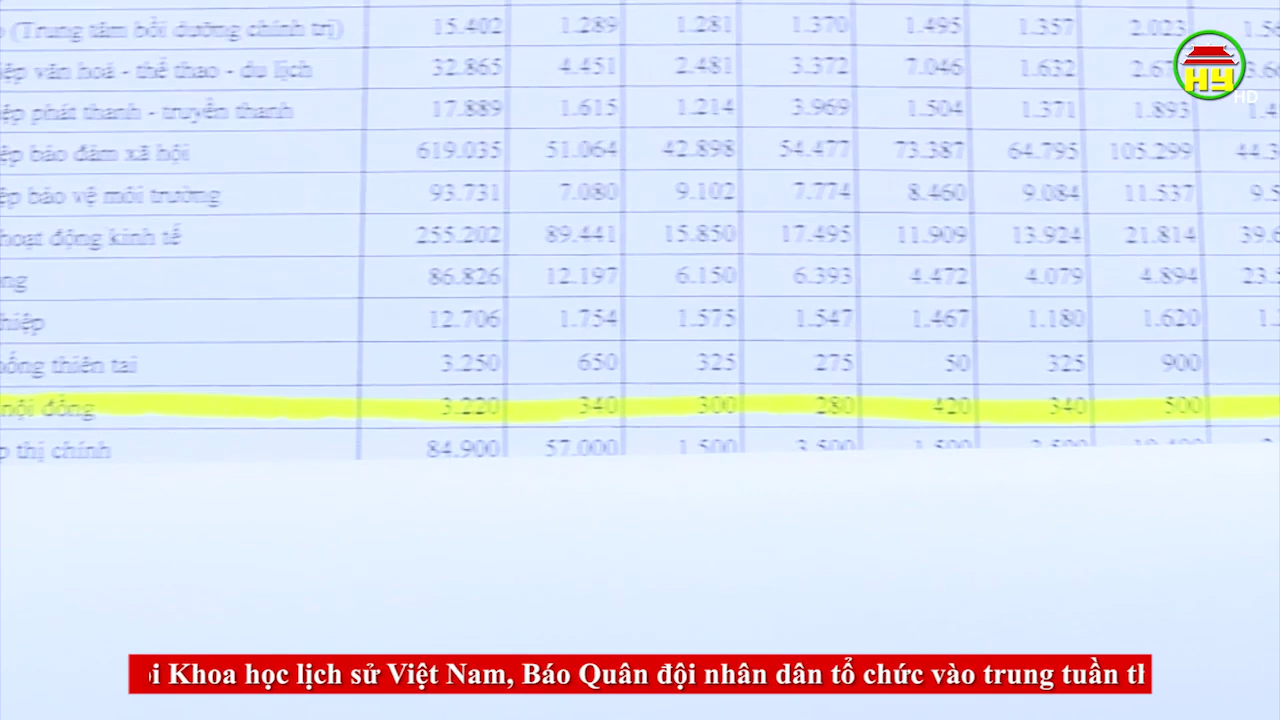 (Trung tâm bồi dưỡng chính trị) 15.402 1.289 1.281 1.370 1.495 1.357 2.023
văn hoá - thể thao - du lịch 32.865 4.451 2.481 3.372 7.046 1.632
phát thanh - truyền thanh 17.889 1.615 1.214 3.969 1.504 1.371 1.893
bảo đảm xã hội 619.035 51.064 42.898 54.477 73.387 64.795 105.299
bảo vệ môi trường 93.731 7.080 9.102 7.774 8.460 9.084 11.537
hoạt động kinh tế 255.202 89.441 15.850 17.495 11.909 13.924 21.814
86.826 12.197 6.150 6.393 4.472 4.079 4.894
12.706 1.754 1.575 1.547 1.467 1.180 1.620
thiên tai 3.250 650 325 275 50 325 900
nội đồng 3.220 340 300 280 420 340 500
thị chính 84.900 57.000 1.500 3.500 1.500
HY
HD
Khoa học lịch sử Việt Nam, Báo Quân đội nhân dân tổ chức vào trung tuần